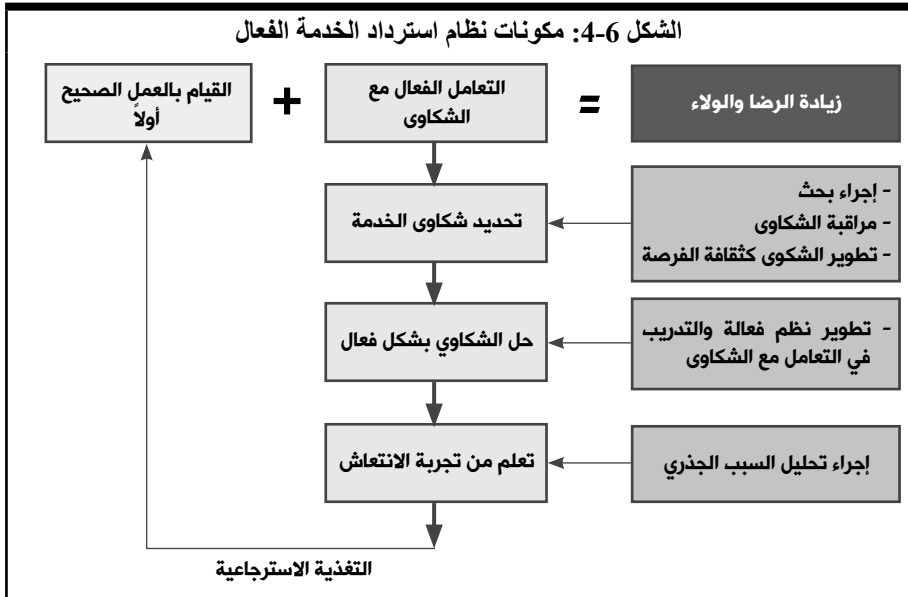 الشكل 6-4: مكونات نظام استرداد الخدمة الفعال
القيام بالعمل الصحيح
أولاً
+
التعامل الفعال مع
الشكاوى
=
زيادة الرضا والولاء
تحديد شكاوى الخدمة
- إجراء بحث
- مراقبة الشكاوى
- تطوير الشكوى كثقافة الفرصة
حل الشكاوي بشكل فعال
- تطوير نظم فعالة والتدريب
في التعامل مع الشكاوى
تعلم من تجربة الانتعاش
إجراء تحليل السبب الجذري
التغذية الاسترجاعية